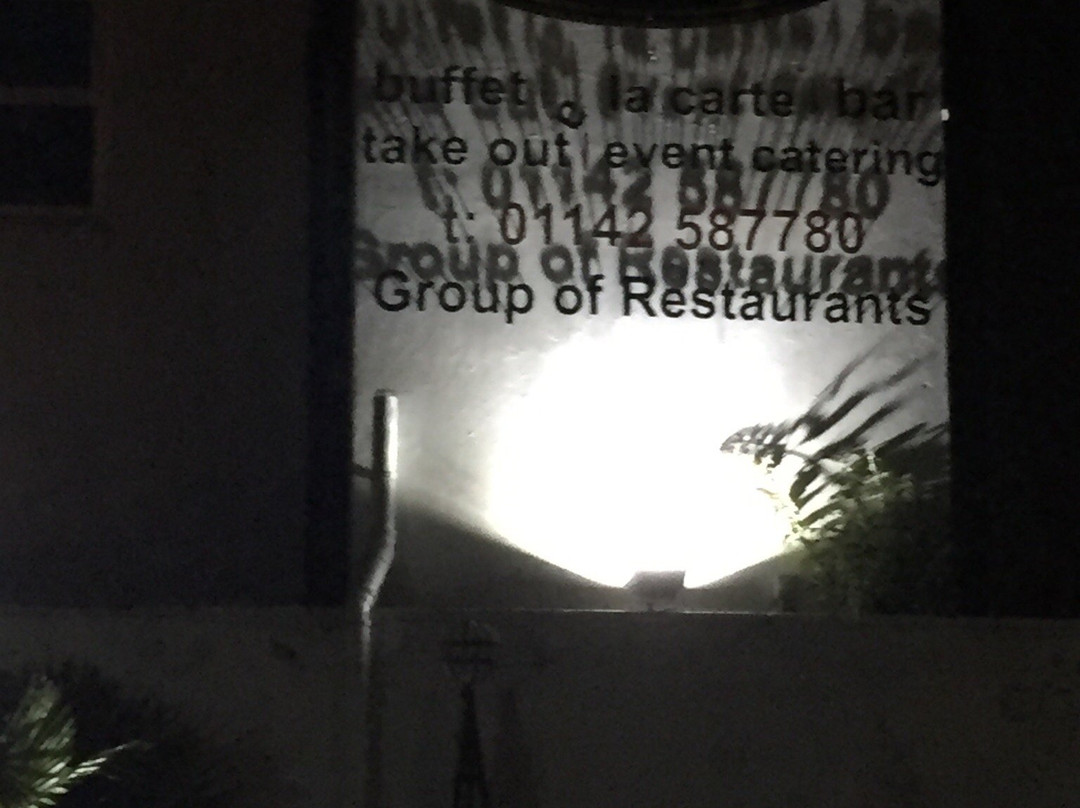 buffet a la carte bar
take out event catering
t: 01142 587780
Group of Restaurants